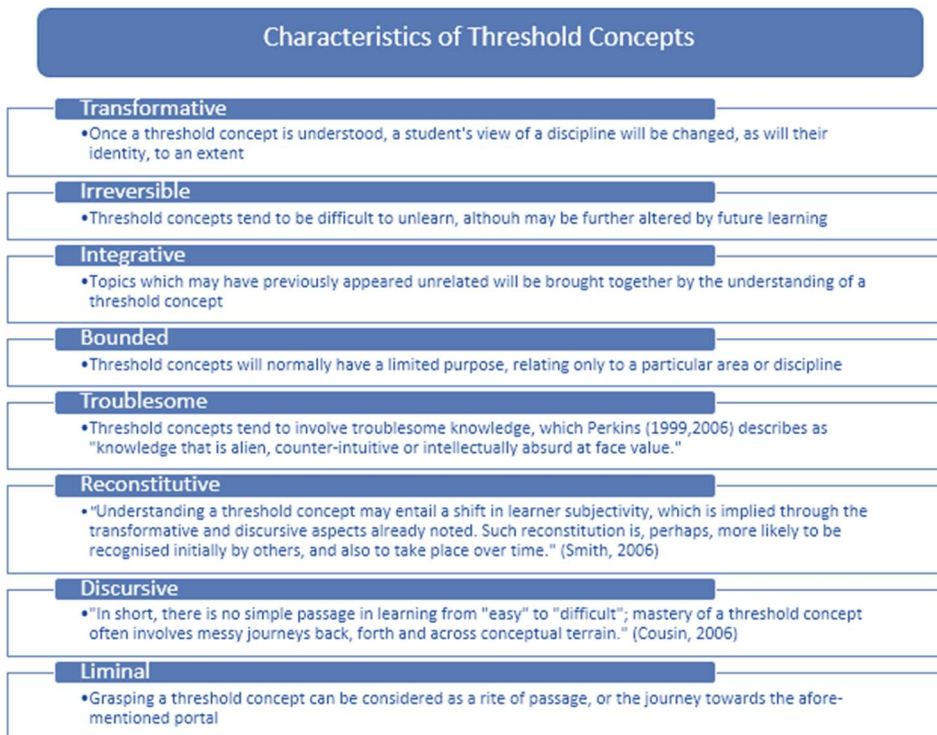 Characteristics of Threshold Concepts
Transformative
•Once a threshold concept is understood, a student's view of a discipline will be changed, as will their
identity, to an extent
Irreversible
•Threshold concepts tend to be difficult to unlearn, althouh may be further altered by future learning
Integrative
•Topics which may have previously appeared unrelated will be brought together by the understanding of a
threshold concept
Bounded
•Threshold concepts will normally have a limited purpose, relating only to a particular area or discipline
Troublesome
•Threshold concepts tend to involve troublesome knowledge, which Perkins (1999,2006) describes as
"knowledge that is alien, counter-intuitive or intellectually absurd at face value."
Reconstitutive
•"Understanding a threshold concept may entail a shift in learner subjectivity, which is implied through the
transformative and discursive aspects already noted. Such reconstitution is, perhaps, more likely to be
recognised initially by others, and also to take place over time." (Smith, 2006)
Discursive
•"In short, there is no simple passage in learning from "easy" to "difficult"; mastery of a threshold concept
often involves messy journeys back, forth and across conceptual terrain." (Cousin, 2006)
Liminal
•Grasping a threshold concept can be considered as a rite of passage, or the journey towards the afore-
mentioned portal